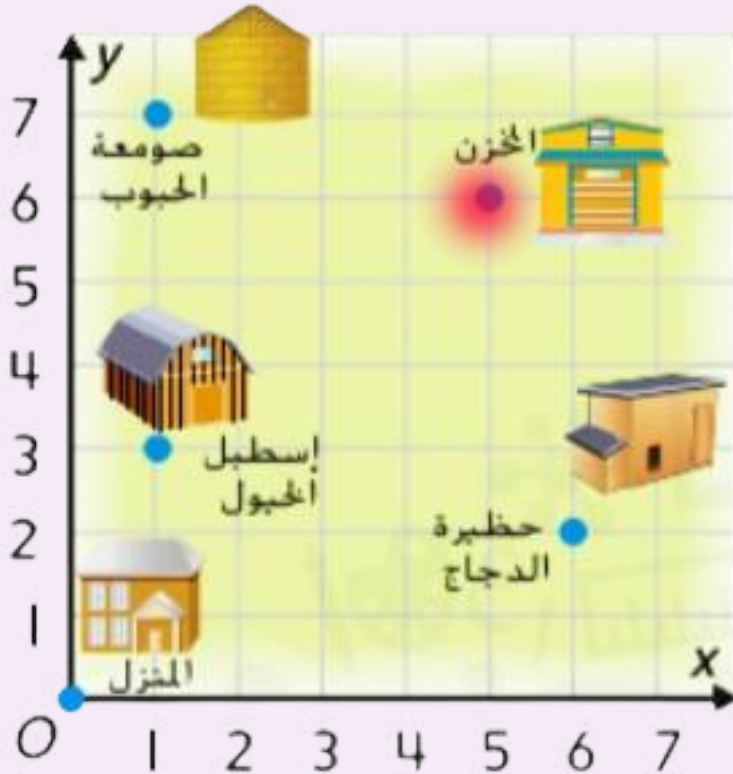 y
7
صومعة
الحبوب
المخزن
6
5
4
3
إسطبل
الخيول
2
حظيرة
الدجاج
1
المنزل
x
O 1 2 3 4 5 6 7